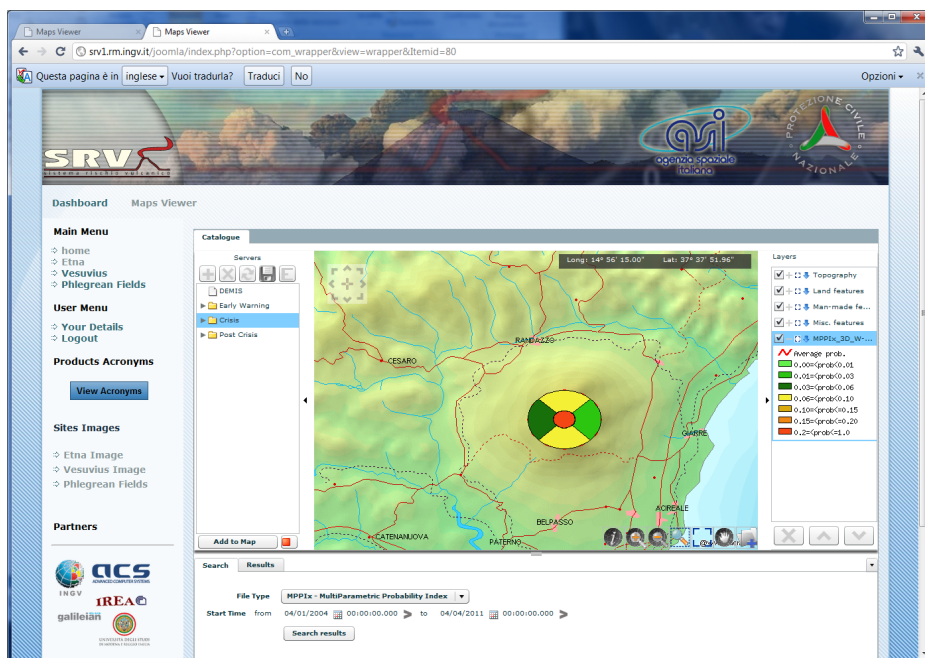 Maps Viewer
Maps Viewer
srv1.rm.ingv.it/joomla/index.php?option=com_wrapper&view=wrapper&Itemid=80
Questa pagina è in inglese Vuoi tradurla? Traduci No Opzioni
SRV
sistema rischio vulcanico
asi
agenzia spaziale
italiana
PROTEZIONE CIVILE
NAZIONALE
Dashboard Maps Viewer
Main Menu
home
Etna
Vesuvius
Phlegrean Fields
User Menu
Your Details
Logout
Products Acronyms
View Acronyms
Sites Images
Etna Image
Vesuvius Image
Phlegrean Fields
Partners
INGV
acs
ADVANCED COMPUTER SYSTEMS
IREA
galileian
Catalogue
Servers
DEMIS
Early Warning
Crisis
Post Crisis
Add to Map
Long: 14° 56' 15.00" Lat: 37° 37' 51.96"
RANDAZZO
CESARO
GIARRE
ACIREALE
BELPASSO
CATENANUOVA
PATERNO
Layers
Topography
Land features
Man-made fe...
Misc. features
MPPIx_3D_W-...
Average prob.
0.00=<prob<0.01
0.01=<prob<0.03
0.03=<prob<0.06
0.06=<prob<0.10
0.10=<prob<=0.15
0.15=<prob<=0.20
0.2=<prob<=1.0
Search Results
File Type MPPIx - MultiParametric Probability Index
Start Time from 04/01/2004 00:00:00.000 > to 04/04/2011 00:00:00.000 >
Search results